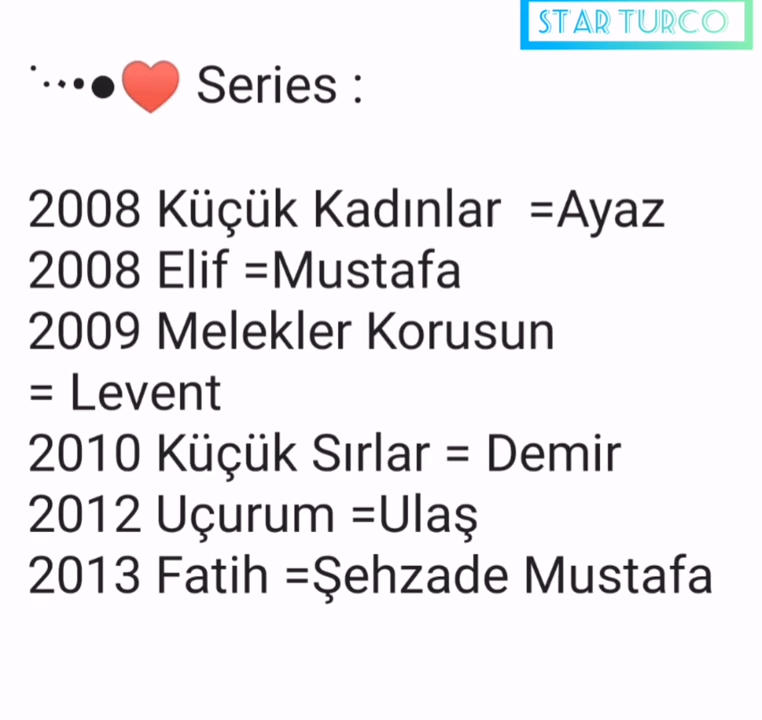 STAR TURCO
Series :
2008 Küçük Kadınlar =Ayaz
2008 Elif =Mustafa
2009 Melekler Korusun
= Levent
2010 Küçük Sırlar = Demir
2012 Uçurum =Ulaş
2013 Fatih =Şehzade Mustafa